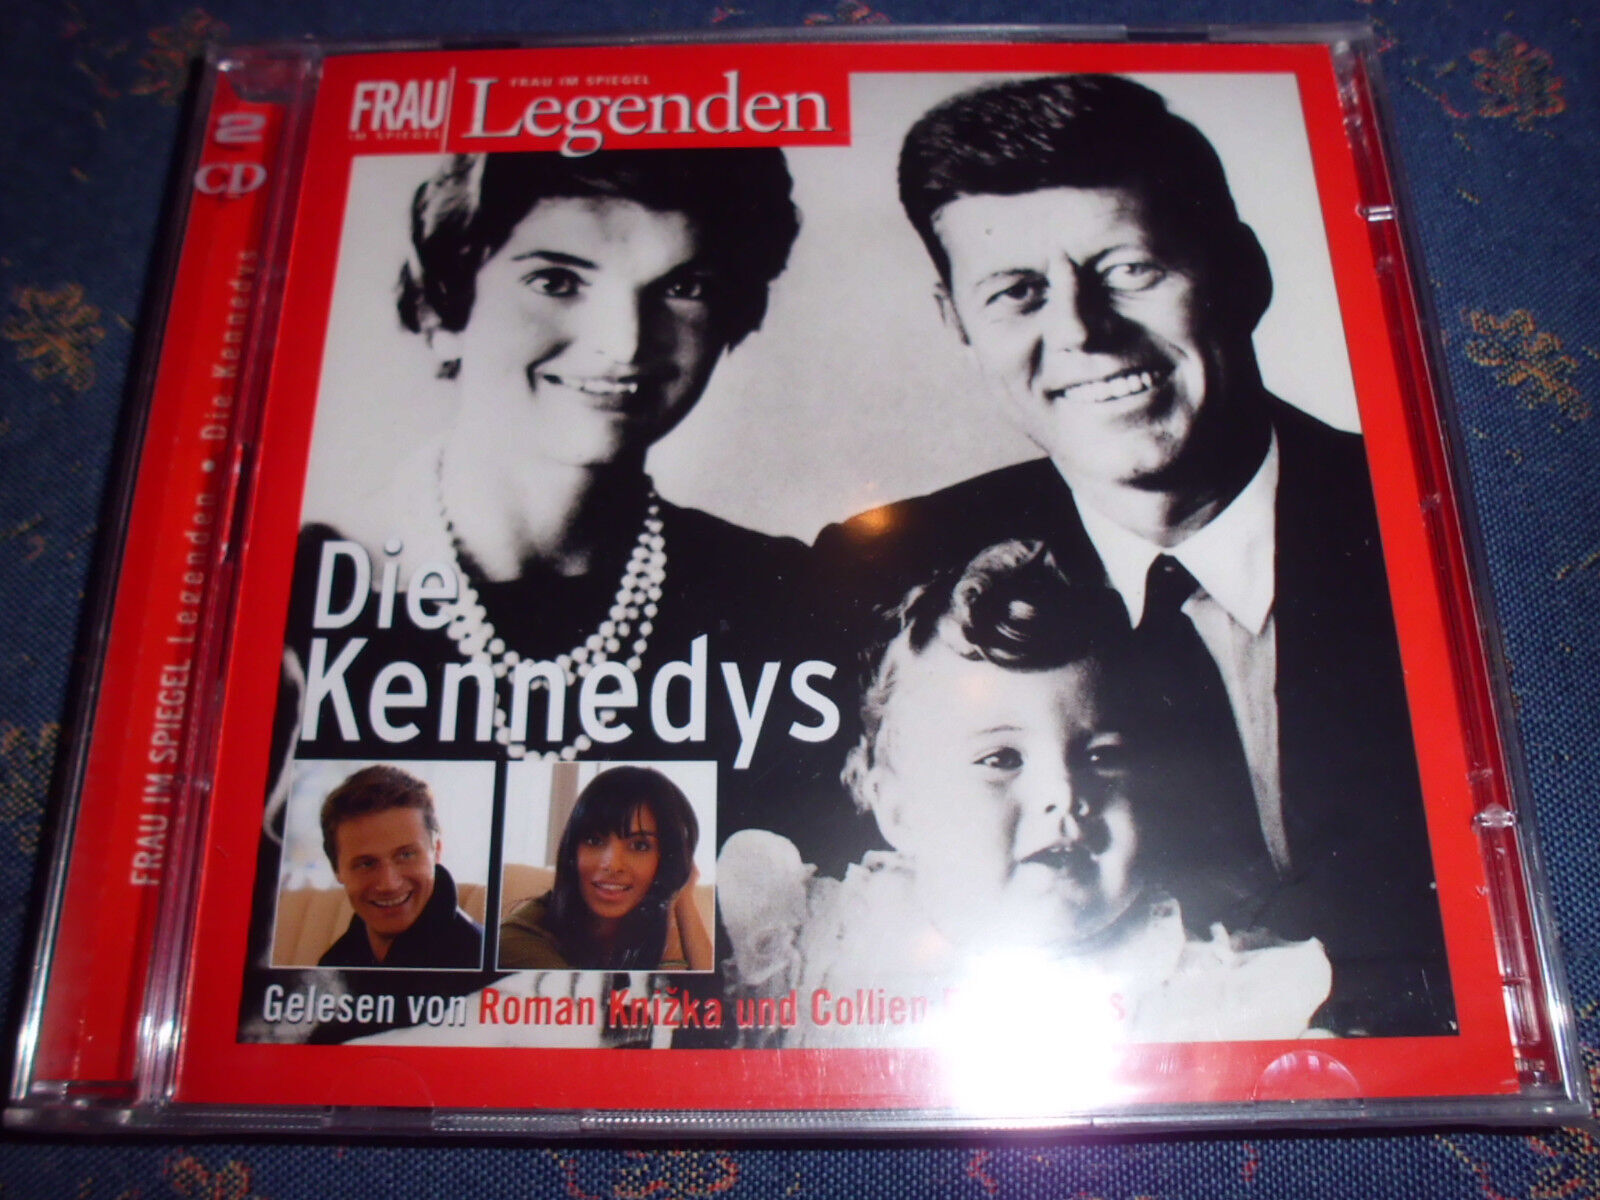 2
CD
FRAU IM SPIEGEL Legenden • Die Kennedys
FRAU
IM SPIEGEL
FRAU IM SPIEGEL
Legenden
Die
Kennedys
Gelesen von Roman Knižka und Collien